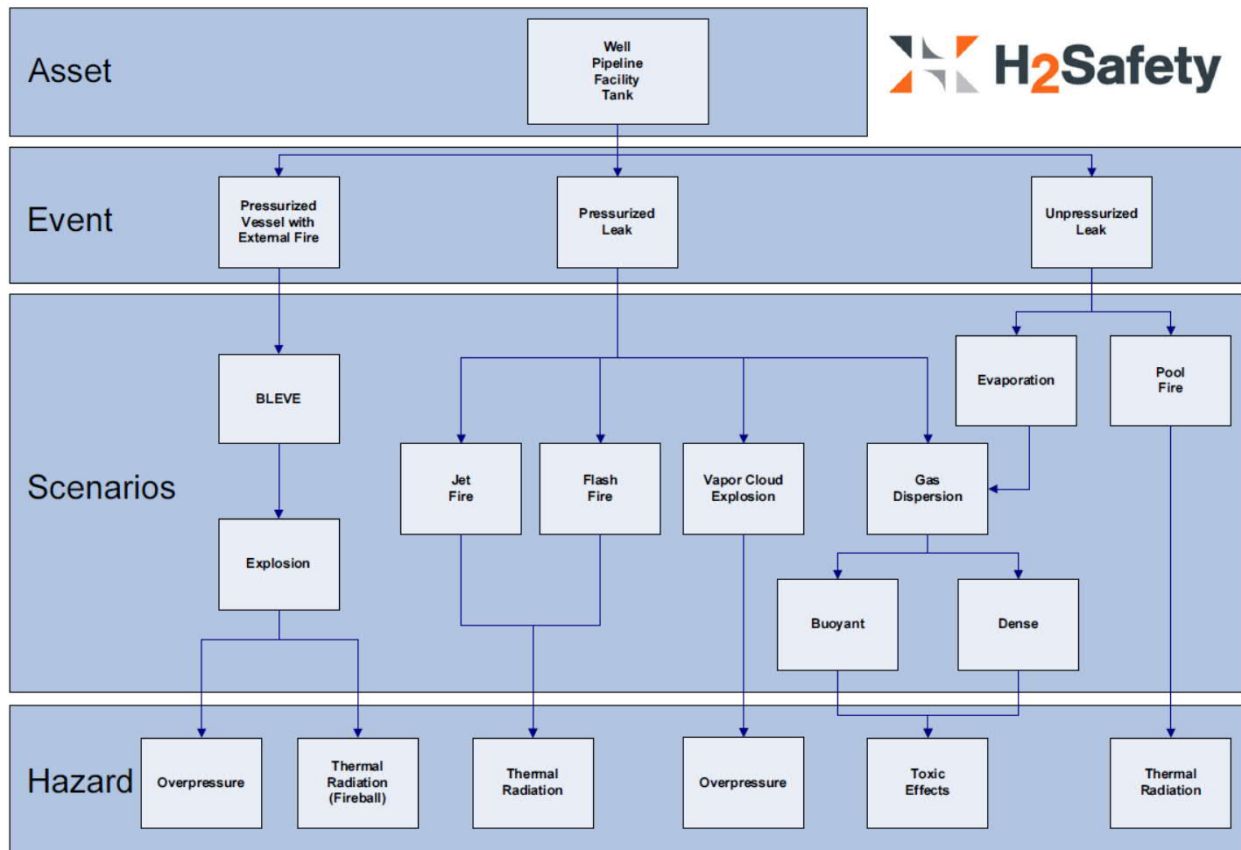 Asset
Well
Pipeline
Facility
Tank
H2Safety
Event
Pressurized
Vessel with
External Fire
Pressurized
Leak
Unpressurized
Leak
Scenarios
BLEVE
Evaporation
Pool
Fire
Jet
Fire
Flash
Fire
Vapor Cloud
Explosion
Gas
Dispersion
Explosion
Buoyant
Dense
Hazard
Overpressure
Thermal
Radiation
(Fireball)
Thermal
Radiation
Overpressure
Toxic
Effects
Thermal
Radiation